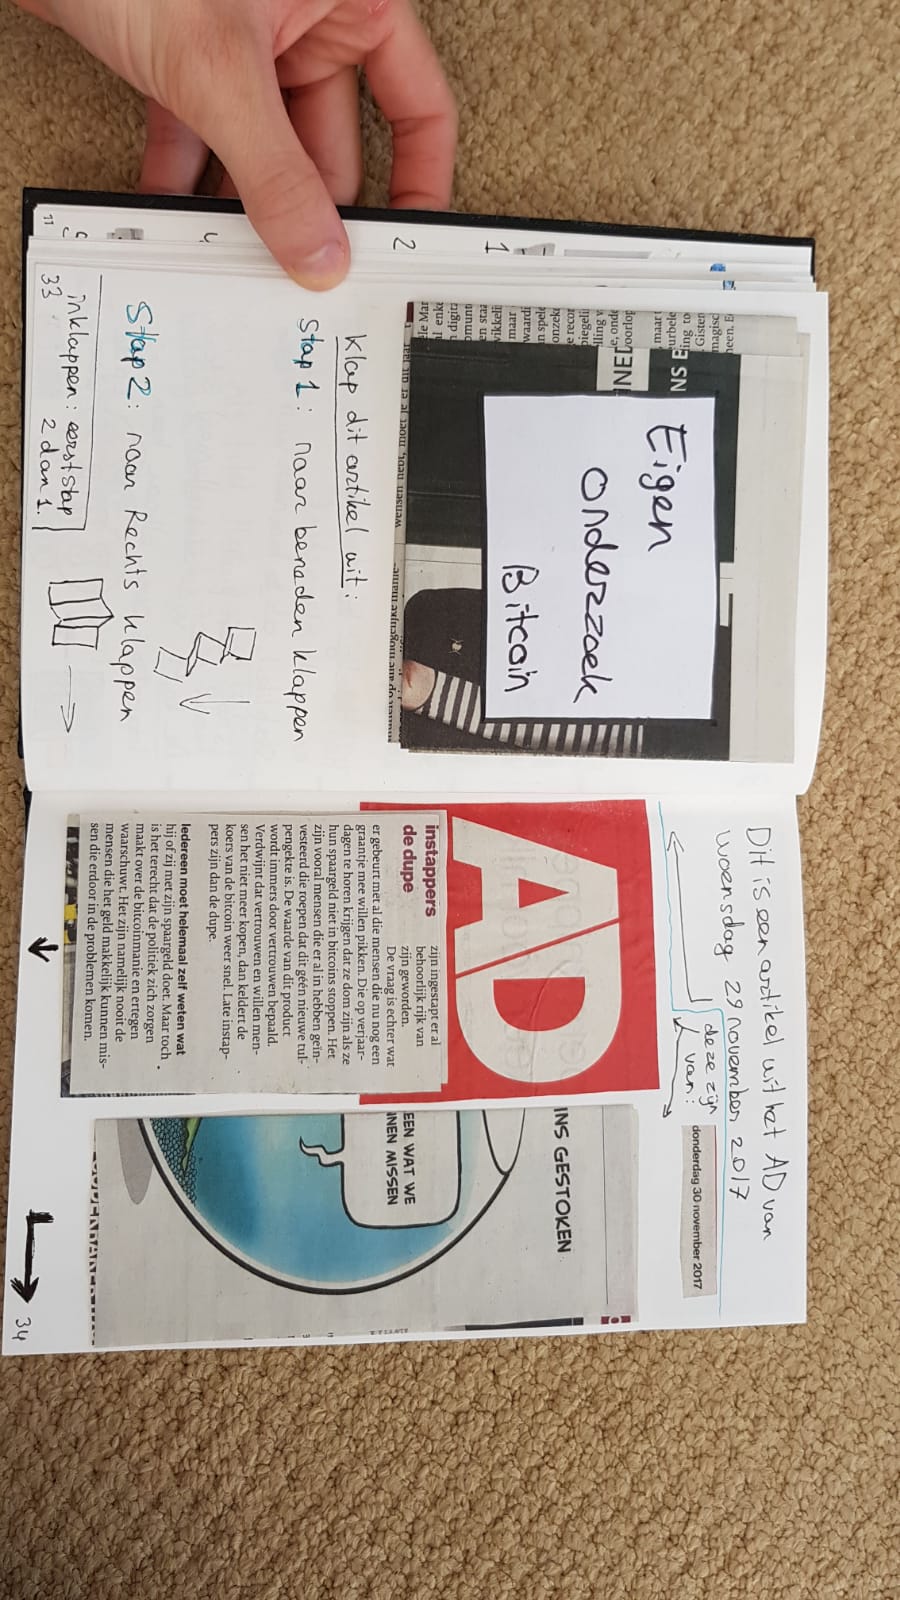 Eigen
onderzoek
Bitcoin
NS E
NEN
Klap dit artikel uit:
Stap 1: naar beneden klappen
Stap 2: naar Rechts klappen
inklappen: eerst stap
2 dan 1.
33
1
2
4
11
Dit is een artikel uit het AD van
woensdag 29 november 2017
deze zijn
van:
donderdag 30 november 2017
AD
instappers
de dupe
zijn ingestapt er al
behoorlijk rijk van
zijn geworden.
De vraag is echter wat
er gebeurt met al die mensen die nu nog een
graantje mee willen pikken. Die op verjaar-
dagen te horen krijgen dat ze dom zijn als ze
hun spaargeld niet in bitcoins stoppen. Het
zijn vooral mensen die er al in hebben geïn-
vesteerd die roepen dat dit géén nieuwe tul-
pengekte is. De waarde van dit product
wordt immers door vertrouwen bepaald.
Verdwijnt dat vertrouwen en willen men-
sen het niet meer kopen, dan keldert de
koers van de bitcoin weer snel. Late instap-
pers zijn dan de dupe.
Iedereen moet helemaal zelf weten wat
hij of zij met zijn spaargeld doet. Maar toch
is het terecht dat de politiek zich zorgen
maakt over de bitcoinmanie en ertegen
waarschuwt. Het zijn namelijk nooit de
mensen die het geld makkelijk kunnen mis-
sen die erdoor in de problemen komen.
INS GESTOKEN
EEN WAT WE
NNEN MISSEN
34